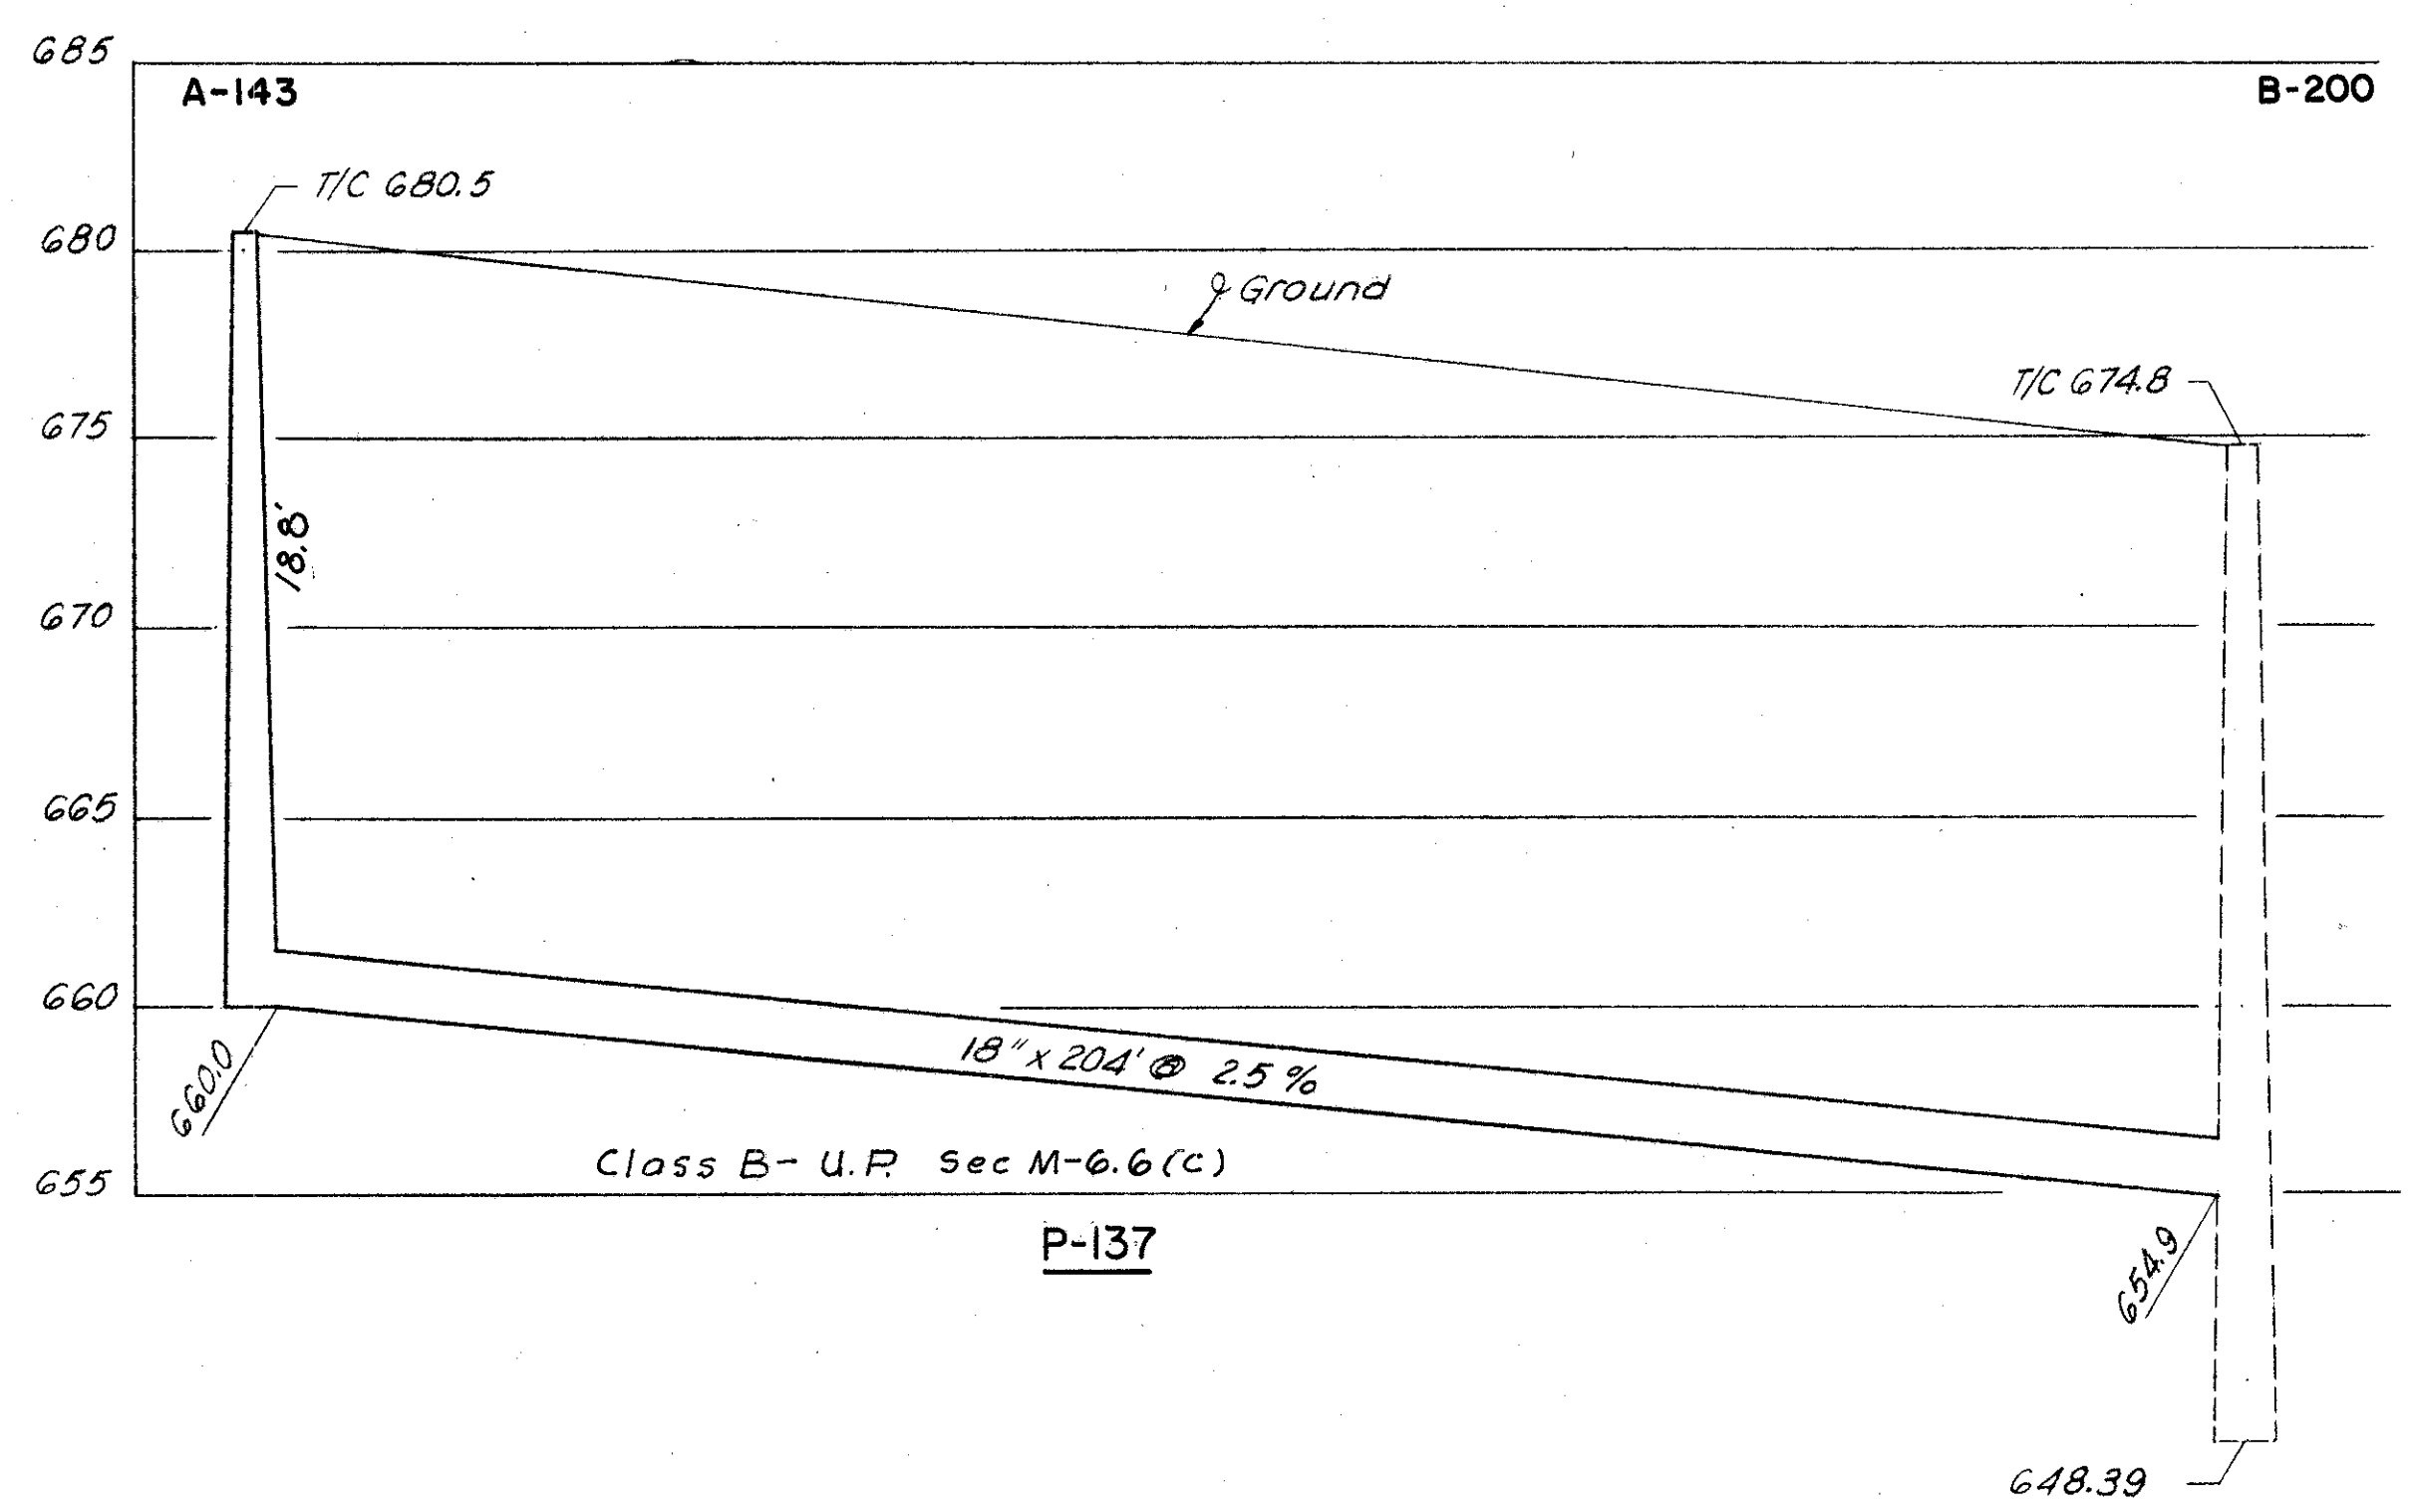 685
A-143
B-200
T/C 680.5
680
Ground
T/C 674.8
675
18.8'
670
665
660
18" x 204' @ 2.5 %
660.0
Class B- U.P. Sec M-6.6 (c)
655
P-137
654.9
648.39